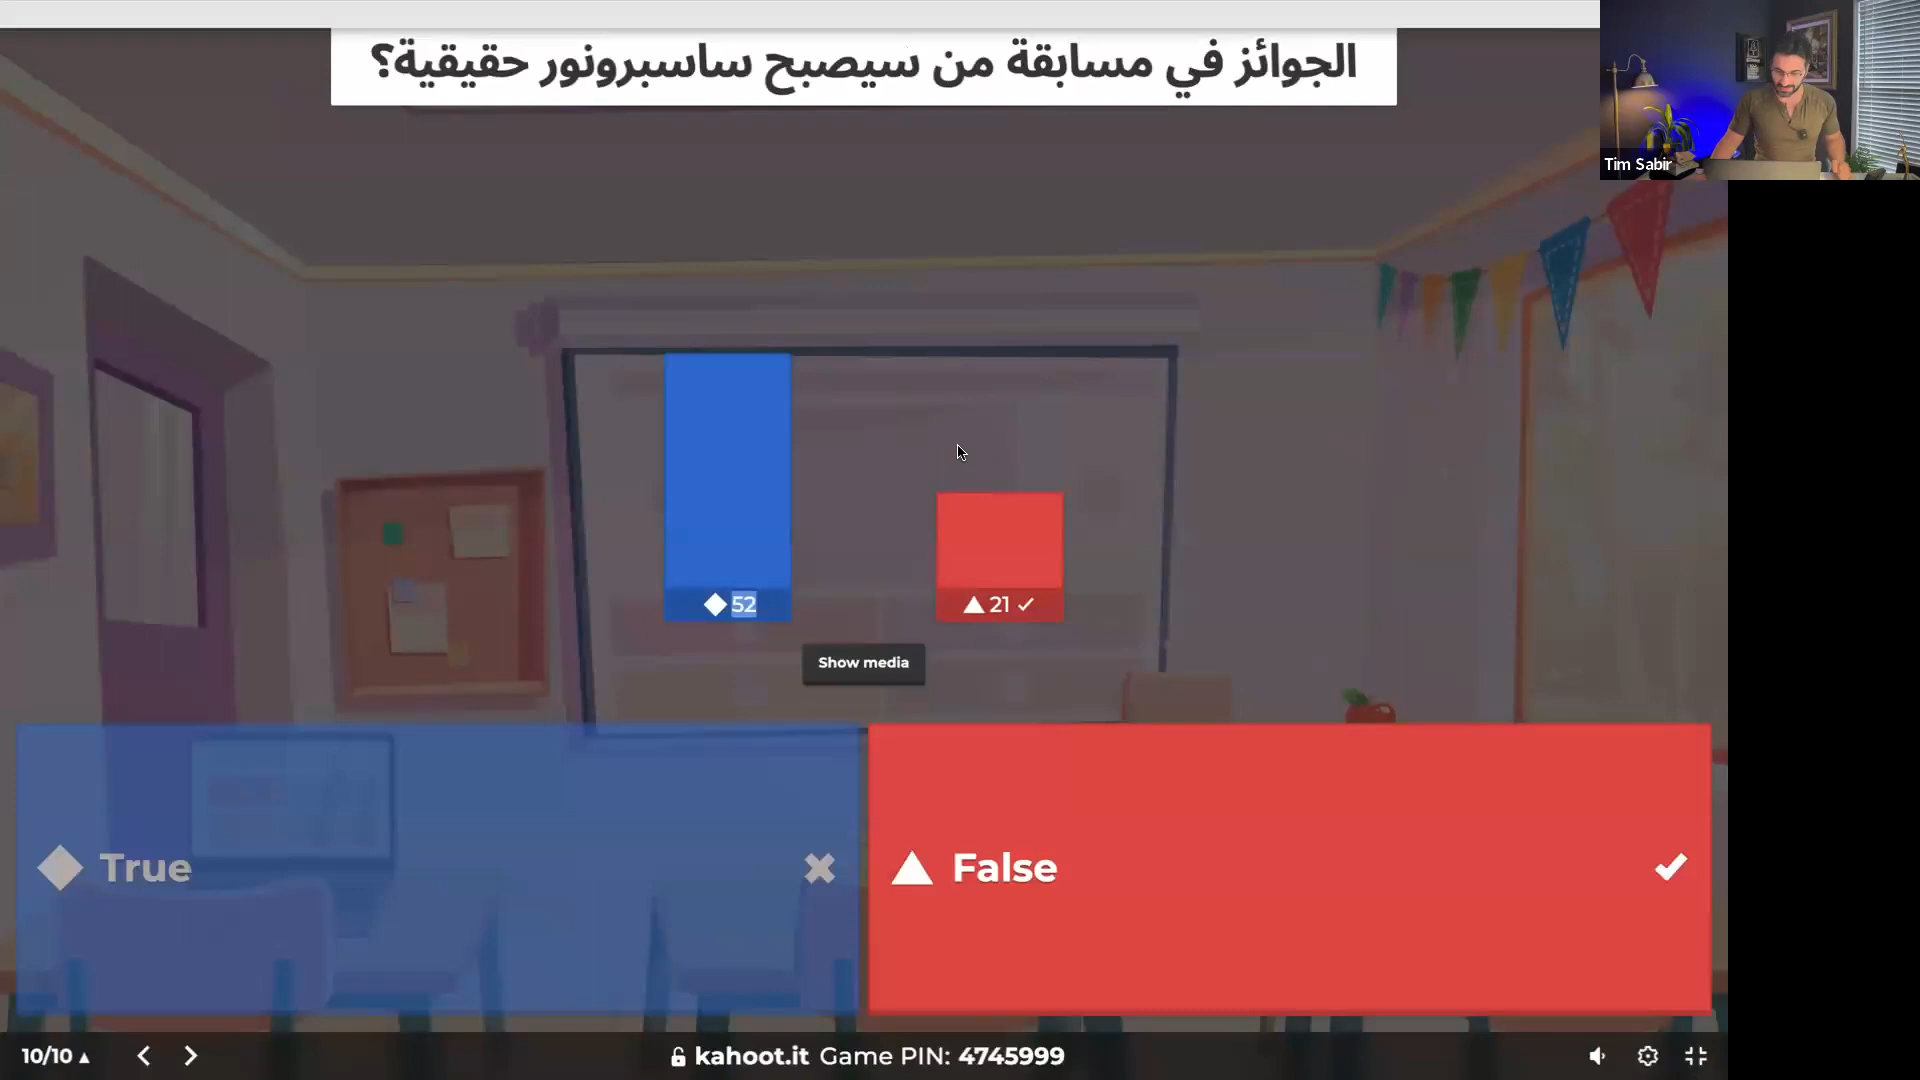 الجوائز في مسابقة من سيصبح ساسبرونور حقيقية؟
Tim Sabir
52
21
Show media
True
False
10/10
kahoot.it Game PIN: 4745999